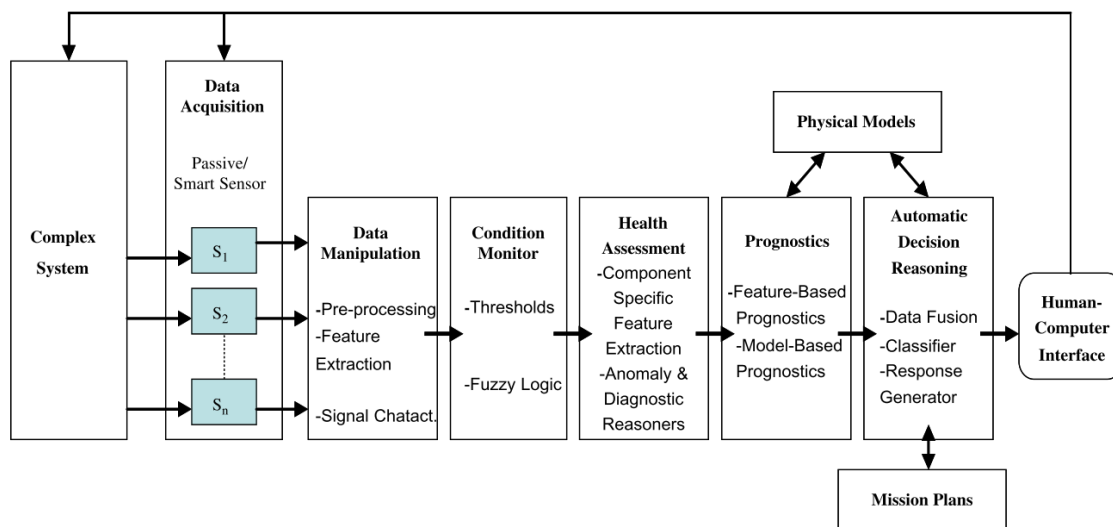 Complex
System
Data
Acquisition
Passive/
Smart Sensor
S1
S2
Sn
Data
Manipulation
-Pre-processing
-Feature
Extraction
-Signal Chatact.
Condition
Monitor
-Thresholds
-Fuzzy Logic
Health
Assessment
-Component
Specific
Feature
Extraction
-Anomaly &
Diagnostic
Reasoners
Physical Models
Prognostics
-Feature-Based
Prognostics
-Model-Based
Prognostics
Automatic
Decision
Reasoning
-Data Fusion
-Classifier
-Response
Generator
Mission Plans
Human-
Computer
Interface